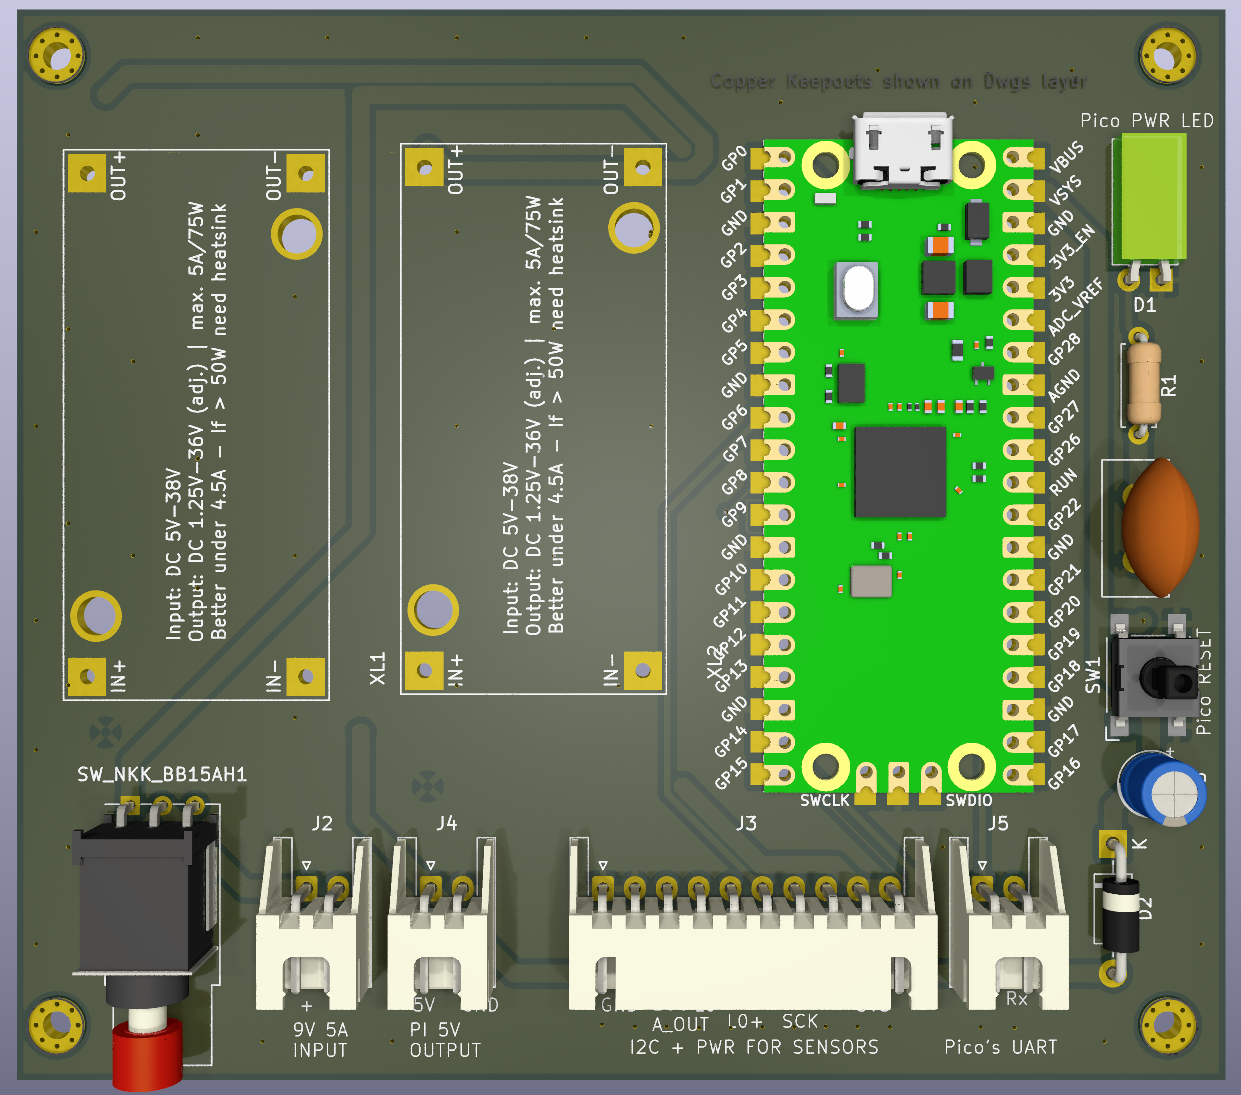 Copper Keepouts shown on Dwgs layer
Pico PWR LED
OUT+
OUT-
Input: DC 5V-38V
Output: DC 1.25V-36V (adj.) | max. 5A/75W
Better under 4.5A - If > 50W need heatsink
IN+
IN-
OUT+
OUT-
Input: DC 5V-38V
Output: DC 1.25V-36V (adj.) | max. 5A/75W
Better under 4.5A - If > 50W need heatsink
XL1
IN+
IN-
GP0
GP1
GND
GP2
GP3
GP4
GP5
GND
GP6
GP7
GP8
GP9
GND
GP10
GP11
GP12
XL2
GP13
GND
GP14
GP15
VBUS
VSYS
GND
3V3_EN
3V3
ADC_VREF
GP28
AGND
GP27
GP26
RUN
GP22
GND
GP21
GP20
GP19
GP18
GND
GP17
GP16
SWCLK
SWDIO
D1
R1
SW1
Pico RESET
+
K
D2
SW_NKK_BB15AH1
J2
J4
J3
J5
+
9V 5A
INPUT
5V
PI 5V
OUTPUT
A_OUT
SCK
I2C + PWR FOR SENSORS
Rx
Pico's UART